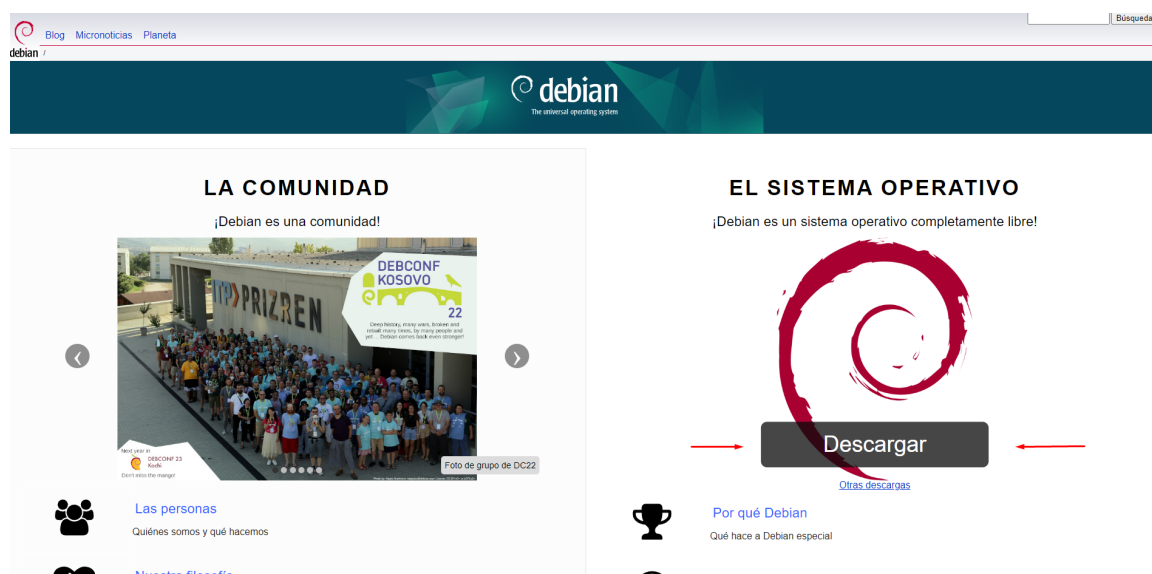 Búsqueda
Blog Micronoticias Planeta
debian /
debian
The universal operating system
LA COMUNIDAD
¡Debian es una comunidad!
DEBCONF
KOSOVO
22
Deep history, many wars, broken and
rebuilt many times, by many people and
yet ... Debian comes back even stronger!
PRIZREN
Next year in
DEBCONF 23
Kochi
Don't miss the mango!
Foto de grupo de DC22
Las personas
Quiénes somos y qué hacemos
EL SISTEMA OPERATIVO
¡Debian es un sistema operativo completamente libre!
Descargar
Otras descargas
Por qué Debian
Qué hace a Debian especial